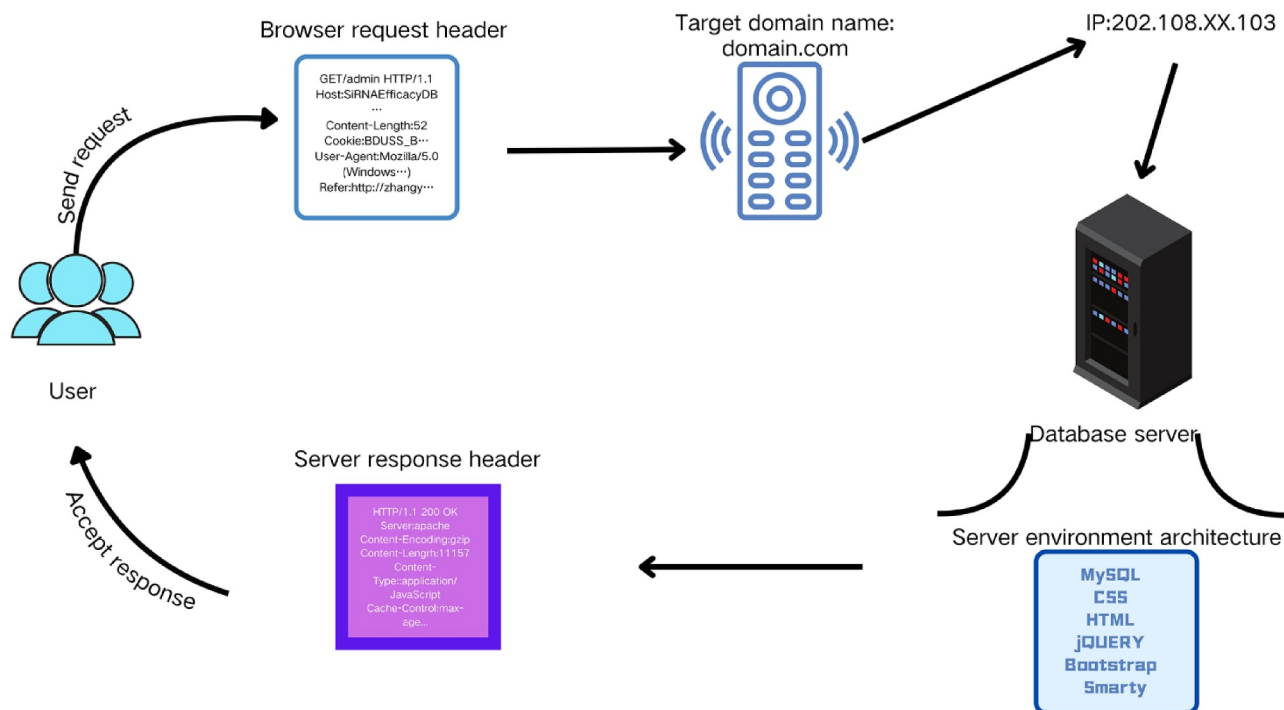 Browser request header
GET/admin HTTP/1.1
Host:SiRNAEfficacyDB
…
Content-Length:52
Cookie:BDUSS_B…
User-Agent:Mozilla/5.0
(Windows…)
Refer:http://zhangy…
Target domain name:
domain.com
IP:202.108.XX.103
Send request
User
Database server
Server environment architecture
MySQL
CSS
HTML
jQUERY
Bootstrap
Smarty
Server response header
HTTP/1.1 200 OK
Server:apache
Content-Encoding:gzip
Content-Lengrh:11157
Content-
Type::application/
JavaScript
Cache-Control:max-
age...
Accept response